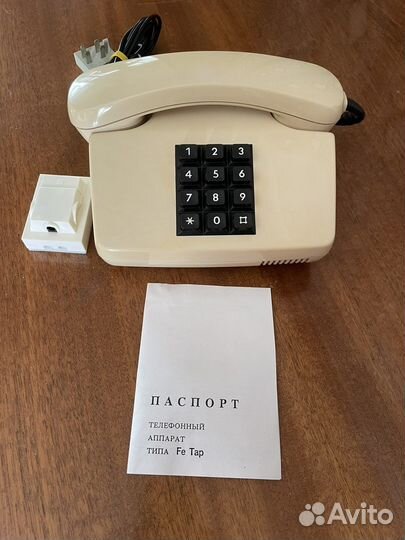 1 2 3
4 5 6
7 8 9
* 0 #
ПАСПОРТ
ТЕЛЕФОННЫЙ
АППАРАТ
ТИПА Fe Tap
Avito